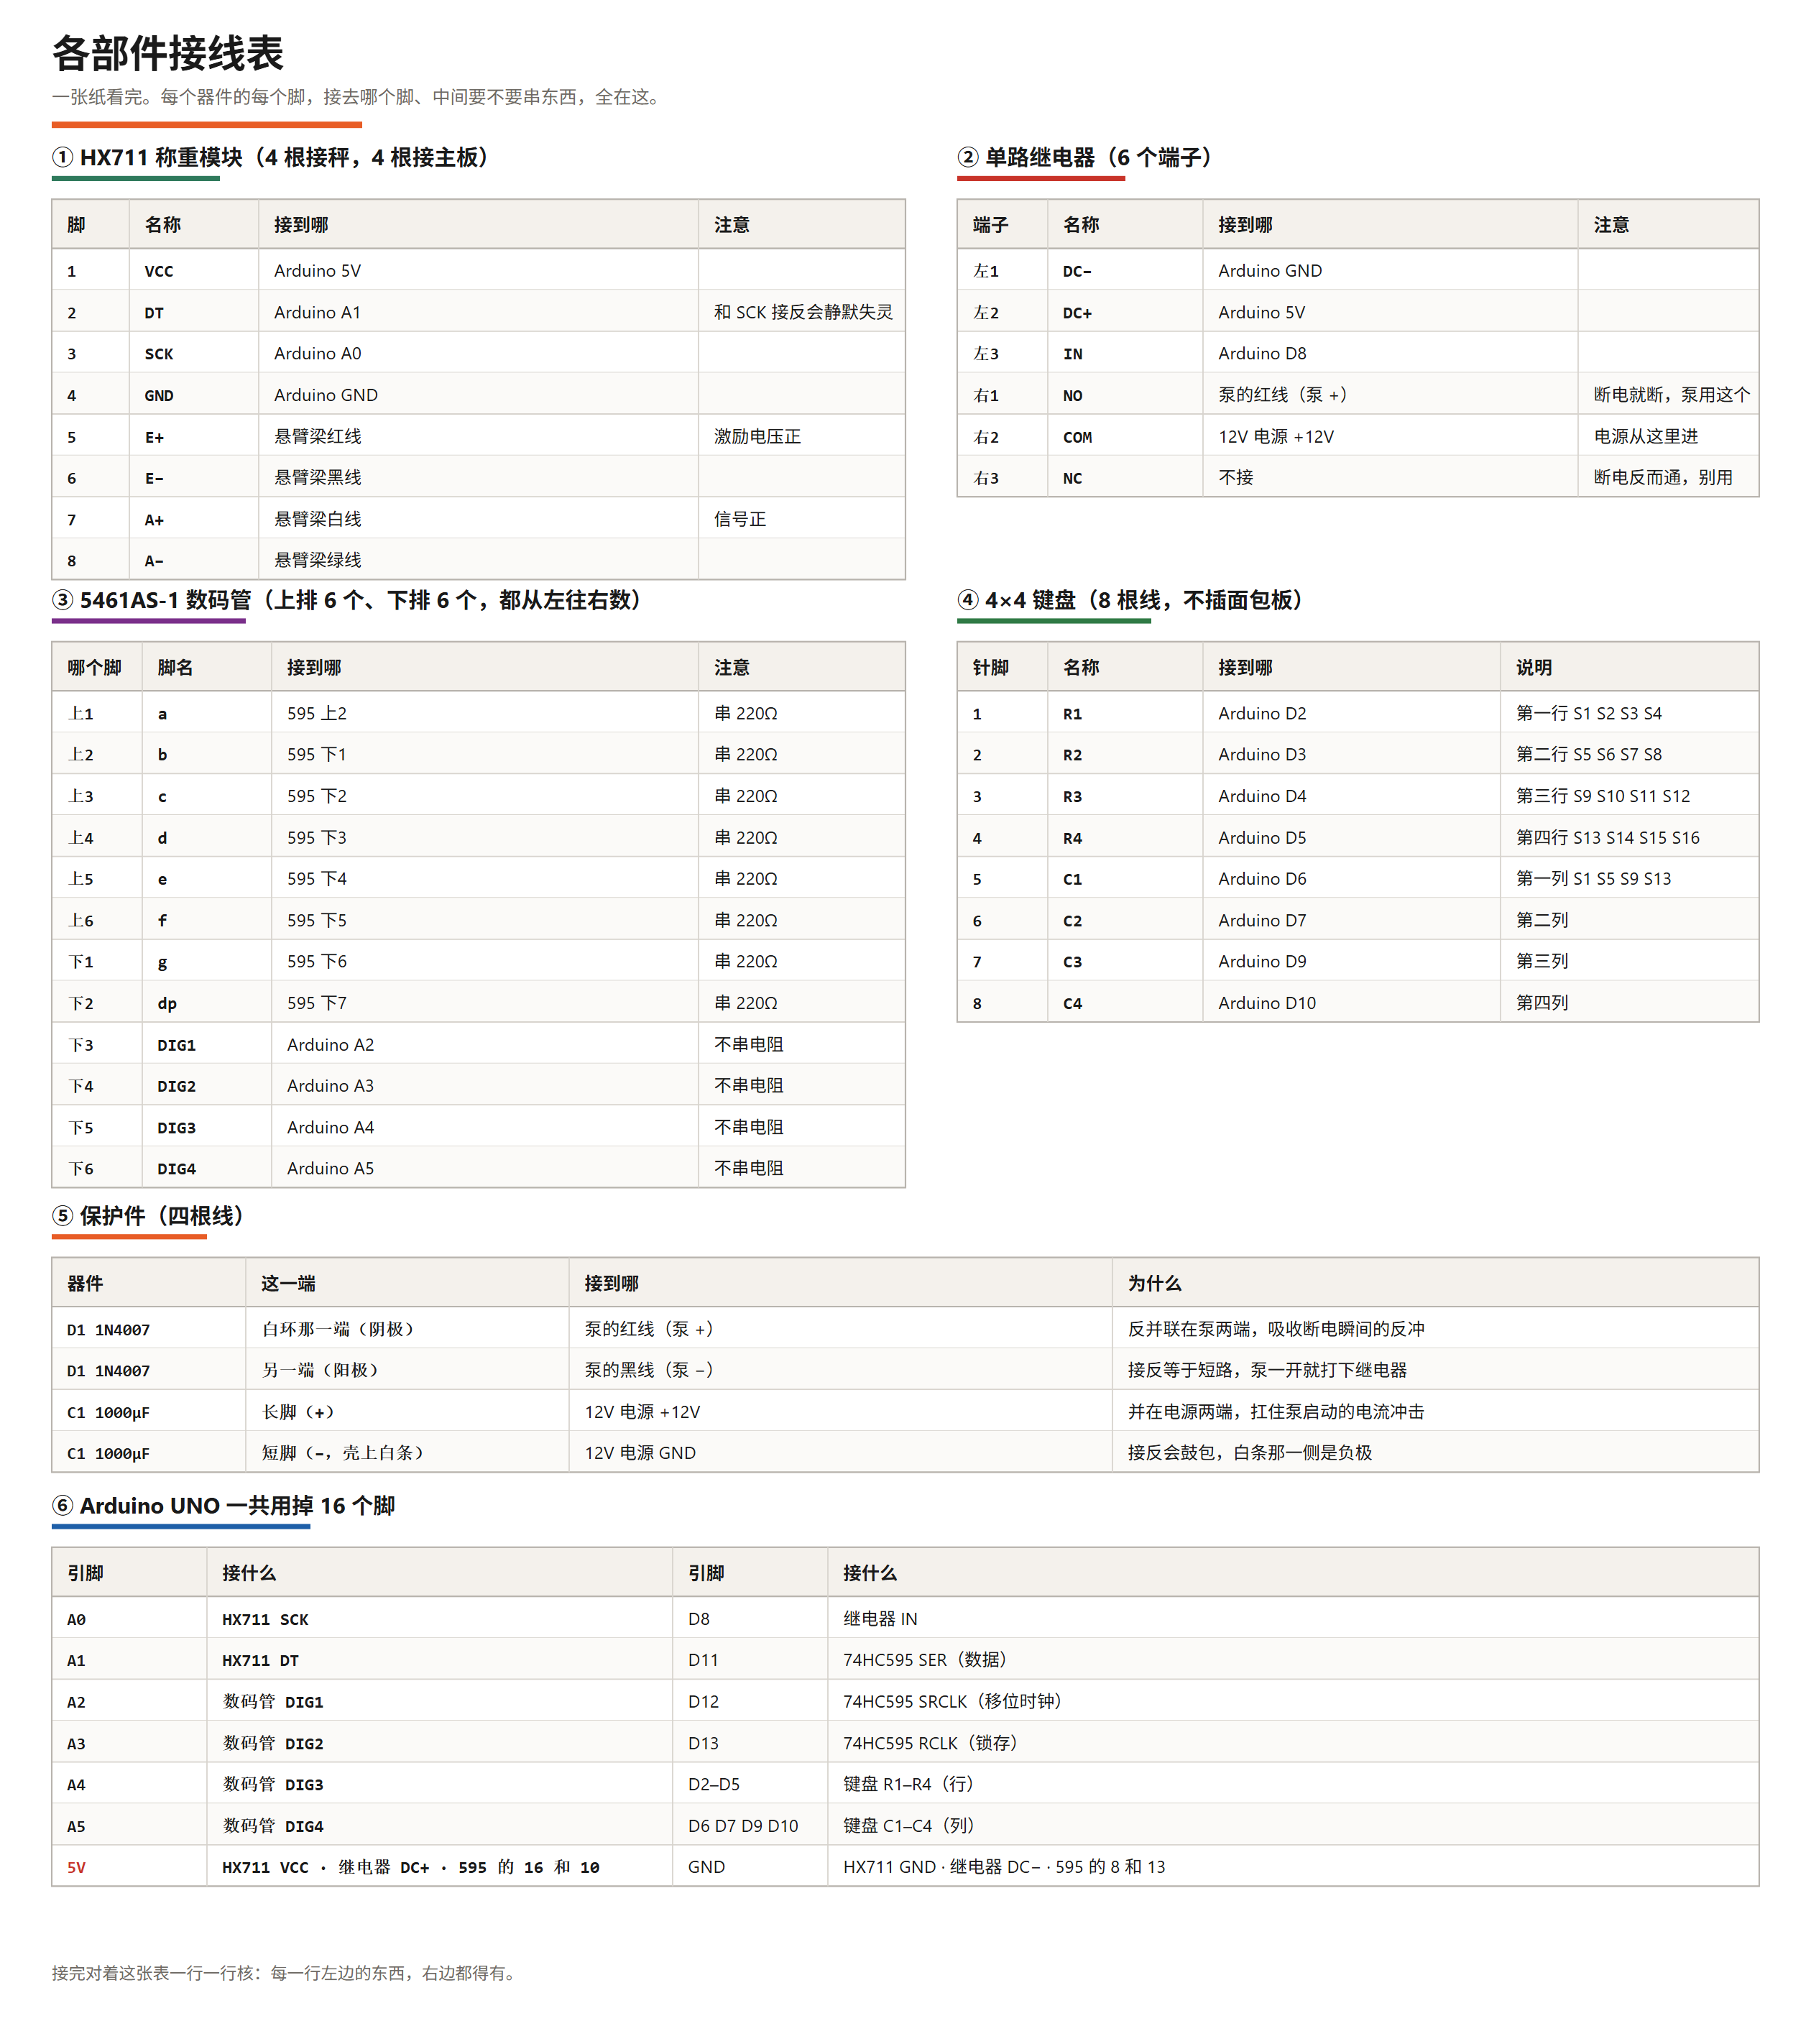 各部件接线表
一张纸看完。每个器件的每个脚，接去哪个脚、中间要不要串东西，全在这。
① HX711 称重模块（4 根接秤，4 根接主板）
脚 名称 接到哪 注意
1 VCC Arduino 5V
2 DT Arduino A1 和 SCK 接反会静默失灵
3 SCK Arduino A0
4 GND Arduino GND
5 E+ 悬臂梁红线 激励电压正
6 E− 悬臂梁黑线
7 A+ 悬臂梁白线 信号正
8 A− 悬臂梁绿线
② 单路继电器（6 个端子）
端子 名称 接到哪 注意
左1 DC− Arduino GND
左2 DC+ Arduino 5V
左3 IN Arduino D8
右1 NO 泵的红线（泵 +） 断电就断，泵用这个
右2 COM 12V 电源 +12V 电源从这里进
右3 NC 不接 断电反而通，别用
③ 5461AS-1 数码管（上排 6 个、下排 6 个，都从左往右数）
哪个脚 脚名 接到哪 注意
上1 a 595 上2 串 220Ω
上2 b 595 下1 串 220Ω
上3 c 595 下2 串 220Ω
上4 d 595 下3 串 220Ω
上5 e 595 下4 串 220Ω
上6 f 595 下5 串 220Ω
下1 g 595 下6 串 220Ω
下2 dp 595 下7 串 220Ω
下3 DIG1 Arduino A2 不串电阻
下4 DIG2 Arduino A3 不串电阻
下5 DIG3 Arduino A4 不串电阻
下6 DIG4 Arduino A5 不串电阻
④ 4×4 键盘（8 根线，不插面包板）
针脚 名称 接到哪 说明
1 R1 Arduino D2 第一行 S1 S2 S3 S4
2 R2 Arduino D3 第二行 S5 S6 S7 S8
3 R3 Arduino D4 第三行 S9 S10 S11 S12
4 R4 Arduino D5 第四行 S13 S14 S15 S16
5 C1 Arduino D6 第一列 S1 S5 S9 S13
6 C2 Arduino D7 第二列
7 C3 Arduino D9 第三列
8 C4 Arduino D10 第四列
⑤ 保护件（四根线）
器件 这一端 接到哪 为什么
D1 1N4007 白环那一端（阴极） 泵的红线（泵 +） 反并联在泵两端，吸收断电瞬间的反冲
D1 1N4007 另一端（阳极） 泵的黑线（泵 −） 接反等于短路，泵一开就打下继电器
C1 1000μF 长脚（+） 12V 电源 +12V 并在电源两端，扛住泵启动的电流冲击
C1 1000μF 短脚（−，壳上白条） 12V 电源 GND 接反会鼓包，白条那一侧是负极
⑥ Arduino UNO 一共用掉 16 个脚
引脚 接什么 引脚 接什么
A0 HX711 SCK D8 继电器 IN
A1 HX711 DT D11 74HC595 SER（数据）
A2 数码管 DIG1 D12 74HC595 SRCLK（移位时钟）
A3 数码管 DIG2 D13 74HC595 RCLK（锁存）
A4 数码管 DIG3 D2–D5 键盘 R1–R4（行）
A5 数码管 DIG4 D6 D7 D9 D10 键盘 C1–C4（列）
5V HX711 VCC · 继电器 DC+ · 595 的 16 和 10 GND HX711 GND · 继电器 DC− · 595 的 8 和 13
接完对着这张表一行一行核：每一行左边的东西，右边都得有。